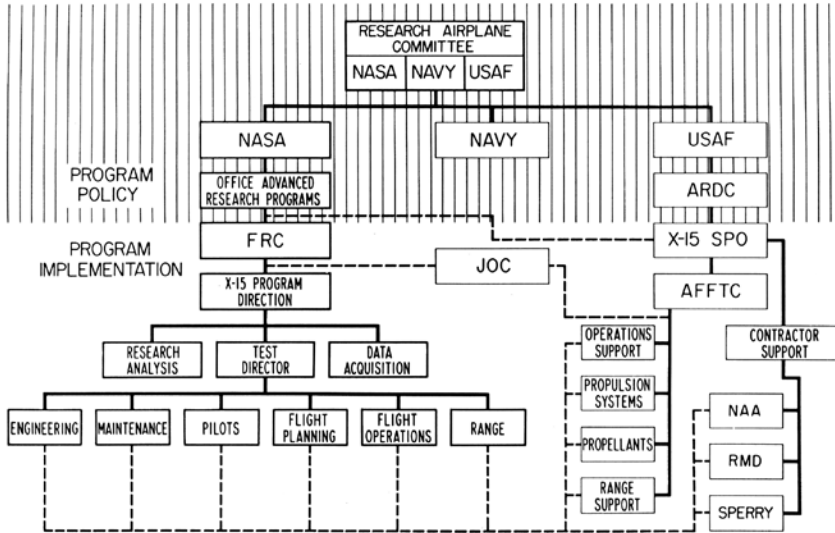 RESEARCH AIRPLANE
COMMITTEE
NASA NAVY USAF
NASA NAVY USAF
PROGRAM
POLICY
OFFICE ADVANCED
RESEARCH PROGRAMS
ARDC
PROGRAM
IMPLEMENTATION
FRC
X-15 SPO
JOC
X-15 PROGRAM
DIRECTION
AFFTC
RESEARCH
ANALYSIS
TEST
DIRECTOR
DATA
ACQUISITION
OPERATIONS
SUPPORT
CONTRACTOR
SUPPORT
PROPULSION
SYSTEMS
ENGINEERING
MAINTENANCE
PILOTS
FLIGHT
PLANNING
FLIGHT
OPERATIONS
RANGE
PROPELLANTS
RANGE
SUPPORT
NAA
RMD
SPERRY